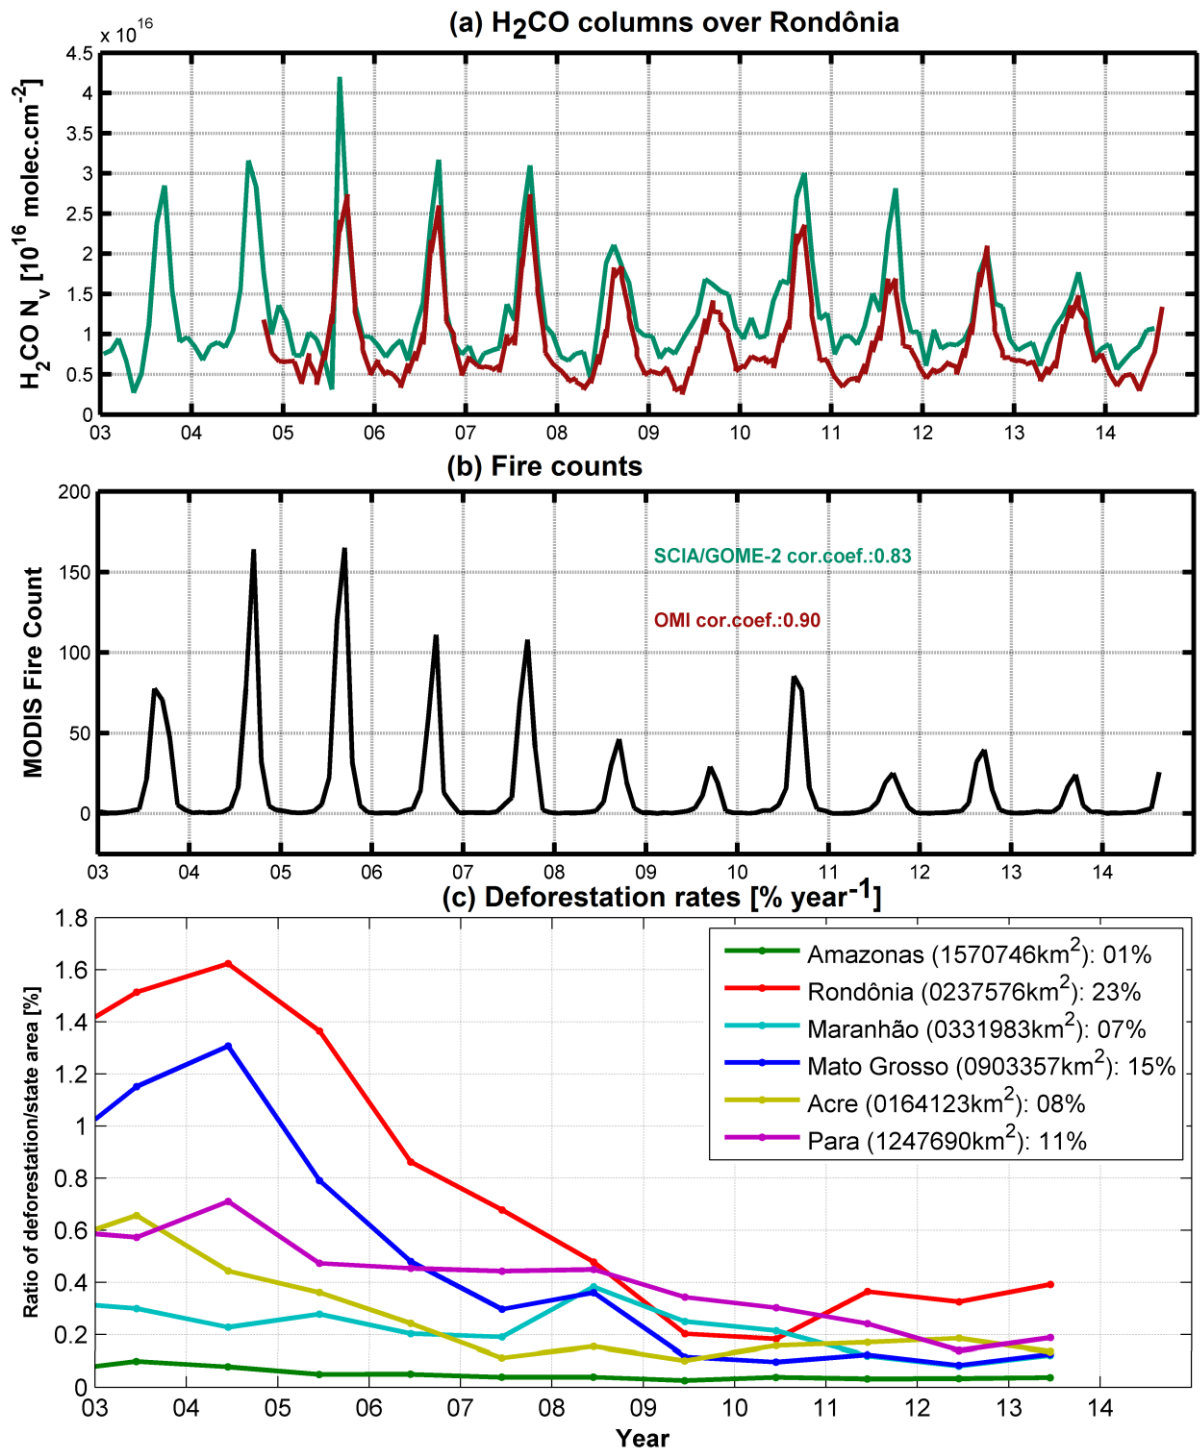 (a) H2CO columns over Rondônia
x 10^16
4.5
4
3.5
3
2.5
2
1.5
1
0.5
0
H2CO Nv [10^16 molec.cm^-2]
03 04 05 06 07 08 09 10 11 12 13 14
(b) Fire counts
200
150
100
50
0
MODIS Fire Count
SCIA/GOME-2 cor.coef.:0.83
OMI cor.coef.:0.90
03 04 05 06 07 08 09 10 11 12 13 14
(c) Deforestation rates [% year^-1]
1.8
1.6
1.4
1.2
1
0.8
0.6
0.4
0.2
0
Ratio of deforestation/state area [%]
Amazonas (1570746km^2): 01%
Rondônia (0237576km^2): 23%
Maranhão (0331983km^2): 07%
Mato Grosso (0903357km^2): 15%
Acre (0164123km^2): 08%
Para (1247690km^2): 11%
03 04 05 06 07 08 09 10 11 12 13 14
Year